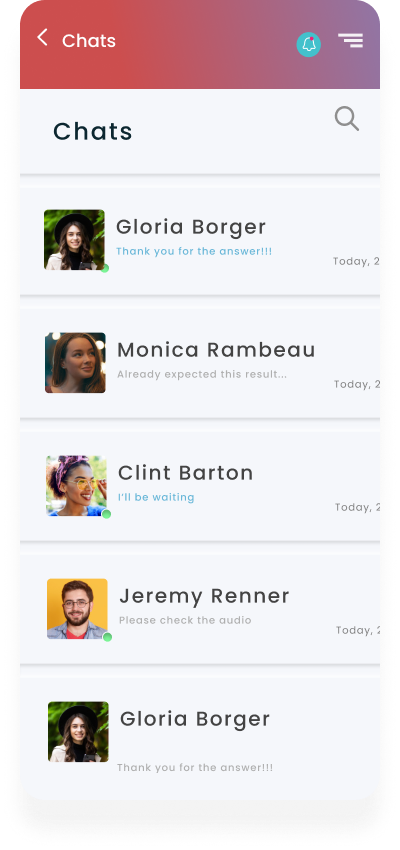 Chats
Chats
Gloria Borger
Thank you for the answer!!!
Today, 2
Monica Rambeau
Already expected this result...
Today, 2
Clint Barton
I'll be waiting
Today, 2
Jeremy Renner
Please check the audio
Today, 2
Gloria Borger
Thank you for the answer!!!